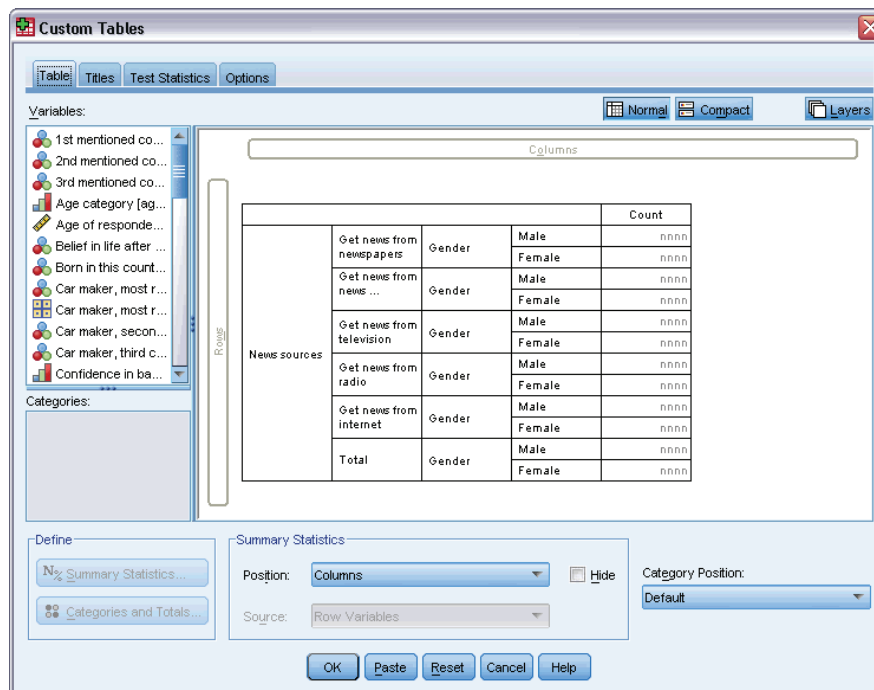 Custom Tables
Table Titles Test Statistics Options
Variables:
Normal Compact Layers
1st mentioned co...
2nd mentioned co...
3rd mentioned co...
Age category [ag...
Age of responde...
Belief in life after ...
Born in this count...
Car maker, most r...
Car maker, most r...
Car maker, secon...
Car maker, third c...
Confidence in ba...
Categories:
Columns
Rows
Count
News sources
Get news from newspapers Gender Male nnnn
Female nnnn
Get news from news ... Gender Male nnnn
Female nnnn
Get news from television Gender Male nnnn
Female nnnn
Get news from radio Gender Male nnnn
Female nnnn
Get news from internet Gender Male nnnn
Female nnnn
Total Gender Male nnnn
Female nnnn
Define
N% Summary Statistics...
Categories and Totals...
Summary Statistics
Position: Columns Hide
Source: Row Variables
Category Position:
Default
OK Paste Reset Cancel Help